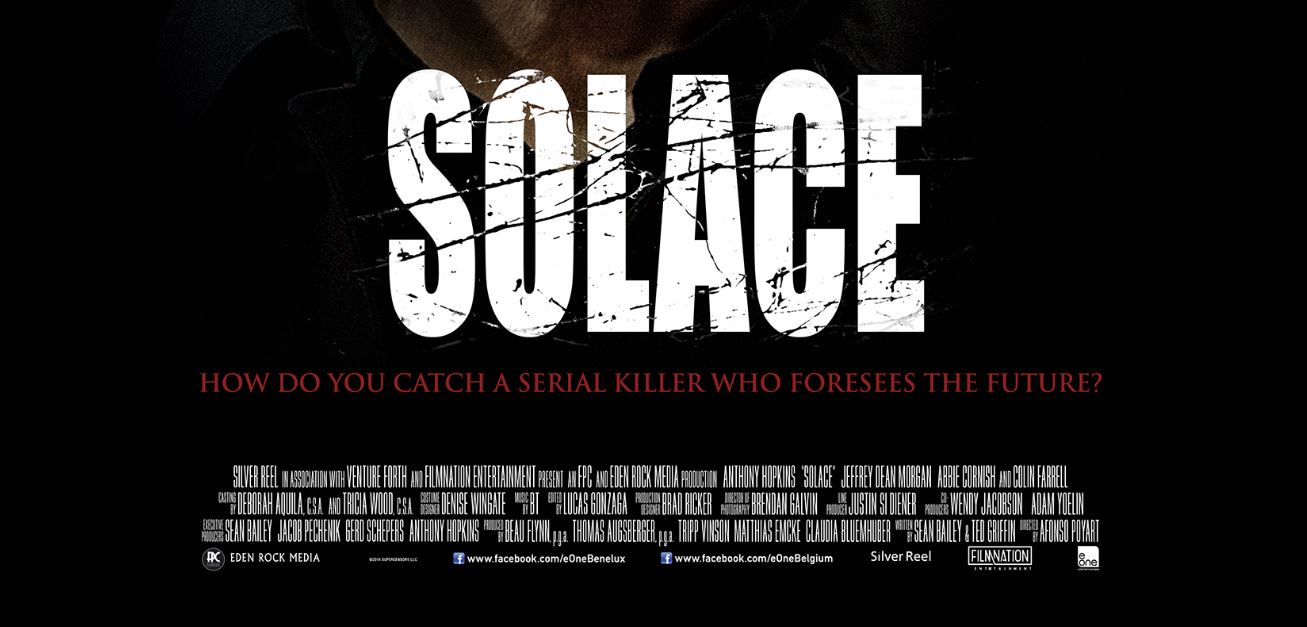 SOLACE
HOW DO YOU CATCH A SERIAL KILLER WHO FORESEES THE FUTURE?
SILVER REEL IN ASSOCIATION WITH VENTURE FORTH AND FILMNATION ENTERTAINMENT PRESENT AN FPC AND EDEN ROCK MEDIA PRODUCTION ANTHONY HOPKINS 'SOLACE' JEFFREY DEAN MORGAN ABBIE CORNISH AND COLIN FARRELL
CASTING BY DEBORAH AQUILA, C.S.A. AND TRICIA WOOD, C.S.A. COSTUME DESIGNER DENISE WINGATE MUSIC BY BT EDITED BY LUCAS GONZAGA PRODUCTION DESIGNER BRAD RICKER DIRECTOR OF PHOTOGRAPHY BRENDAN GALVIN LINE PRODUCER JUSTIN SI DIENER CO-PRODUCERS WENDY JACOBSON ADAM YOELIN
EXECUTIVE PRODUCERS SEAN BAILEY JACOB PECHENIK GERD SCHEPERS ANTHONY HOPKINS PRODUCED BY BEAU FLYNN, p.g.a. THOMAS AUGSBERGER, p.g.a. TRIPP VINSON MATTHIAS EMCKE CLAUDIA BLUEMHUBER WRITTEN BY SEAN BAILEY & TED GRIFFIN DIRECTED BY AFONSO POYART
EDEN ROCK MEDIA www.facebook.com/eOneBenelux www.facebook.com/eOneBelgium Silver Reel FILMNATION ENTERTAINMENT e one